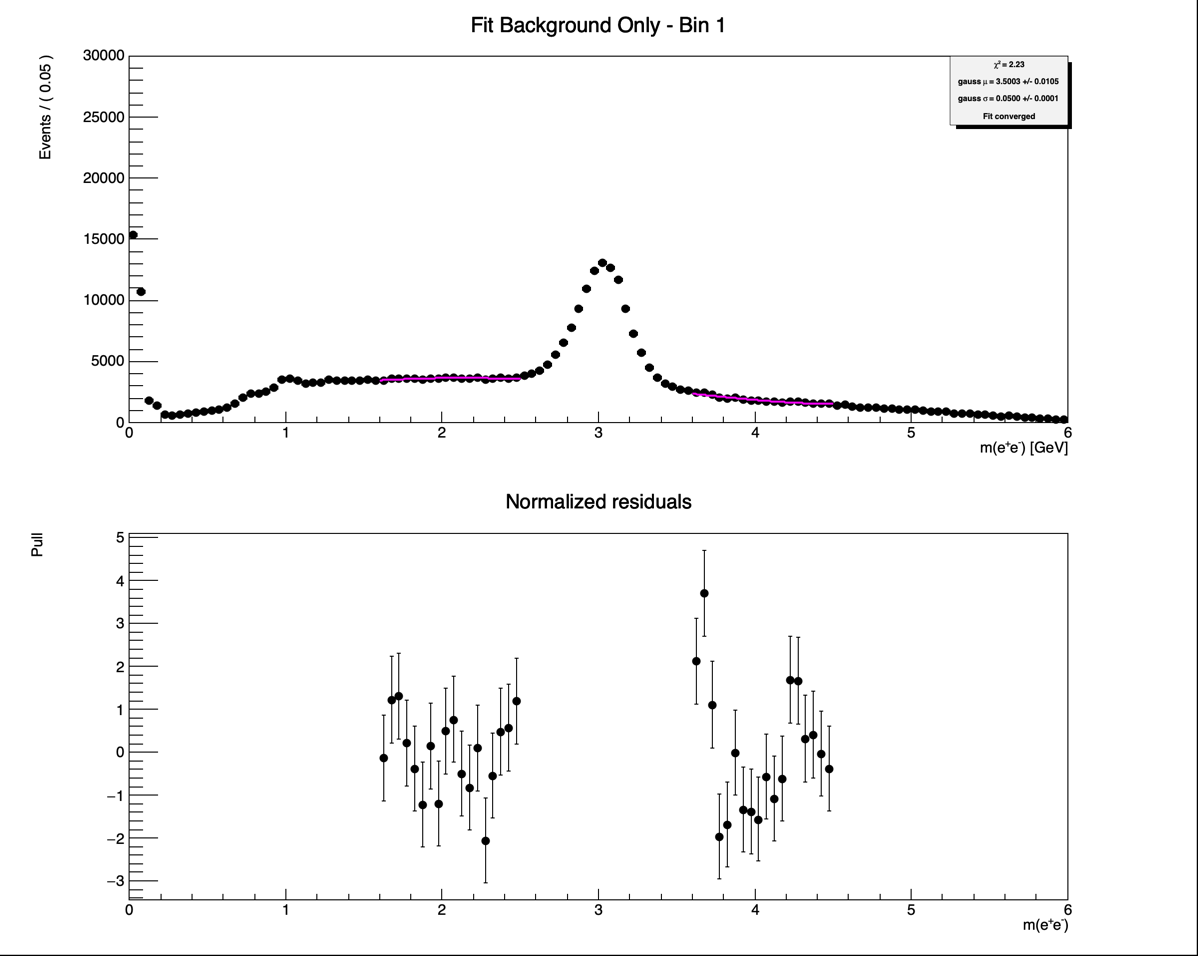 Fit Background Only - Bin 1
Events / ( 0.05 )
30000
25000
20000
15000
10000
5000
0
χ² = 2.23
gauss μ = 3.5003 +/- 0.0105
gauss σ = 0.0500 +/- 0.0001
Fit converged
0 1 2 3 4 5 6
m(e⁺e⁻) [GeV]
Normalized residuals
Pull
5
4
3
2
1
0
−1
−2
−3
0 1 2 3 4 5 6
m(e⁺e⁻)